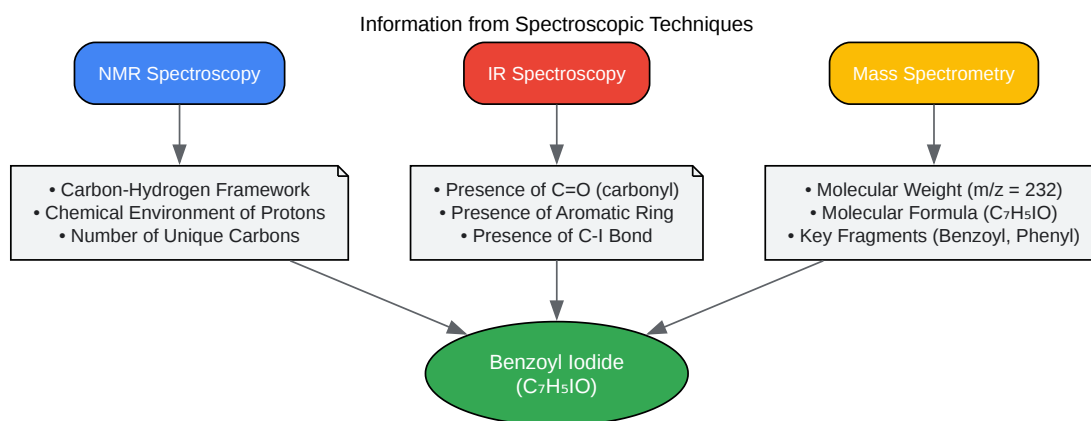 Information from Spectroscopic Techniques
NMR Spectroscopy
IR Spectroscopy
Mass Spectrometry
• Carbon-Hydrogen Framework
• Chemical Environment of Protons
• Number of Unique Carbons
• Presence of C=O (carbonyl)
• Presence of Aromatic Ring
• Presence of C-I Bond
• Molecular Weight (m/z = 232)
• Molecular Formula (C₇H₅IO)
• Key Fragments (Benzoyl, Phenyl)
Benzoyl Iodide
(C₇H₅IO)